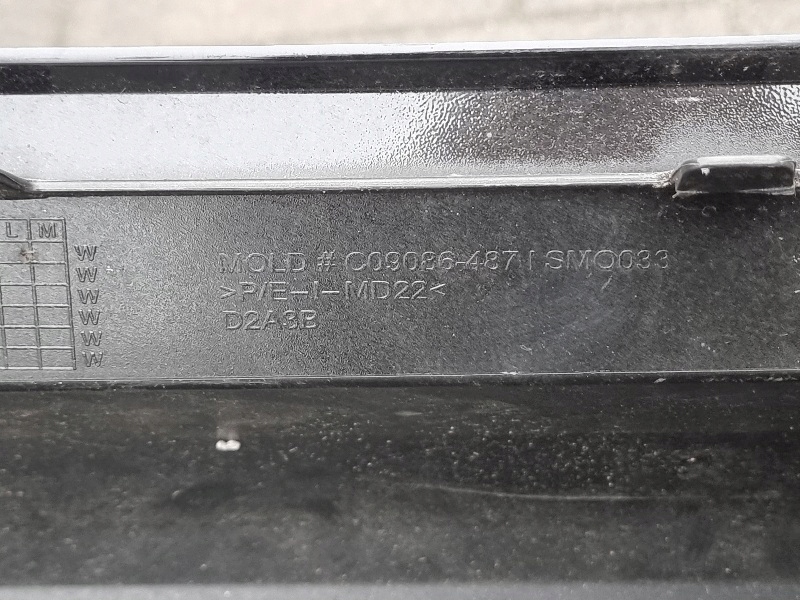 L M
W
MOLD # C09086-487 | SMO033
W
>P/E-I-MD22<
W
D2A3B
W
W
W